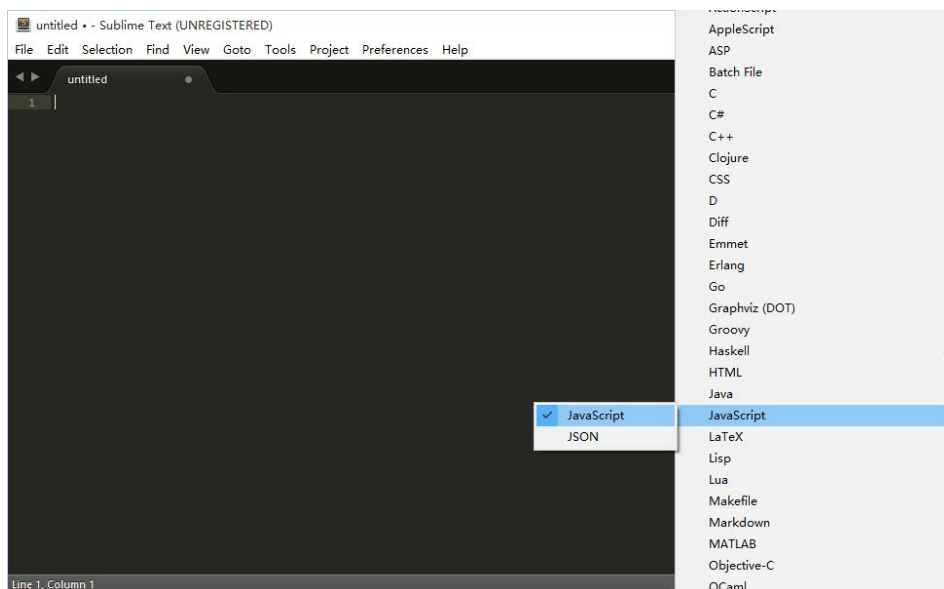 untitled • - Sublime Text (UNREGISTERED)
File Edit Selection Find View Goto Tools Project Preferences Help
untitled
1
Line 1, Column 1
JavaScript
JSON
ActionScript
AppleScript
ASP
Batch File
C
C#
C++
Clojure
CSS
D
Diff
Emmet
Erlang
Go
Graphviz (DOT)
Groovy
Haskell
HTML
Java
JavaScript
LaTeX
Lisp
Lua
Makefile
Markdown
MATLAB
Objective-C
OCaml